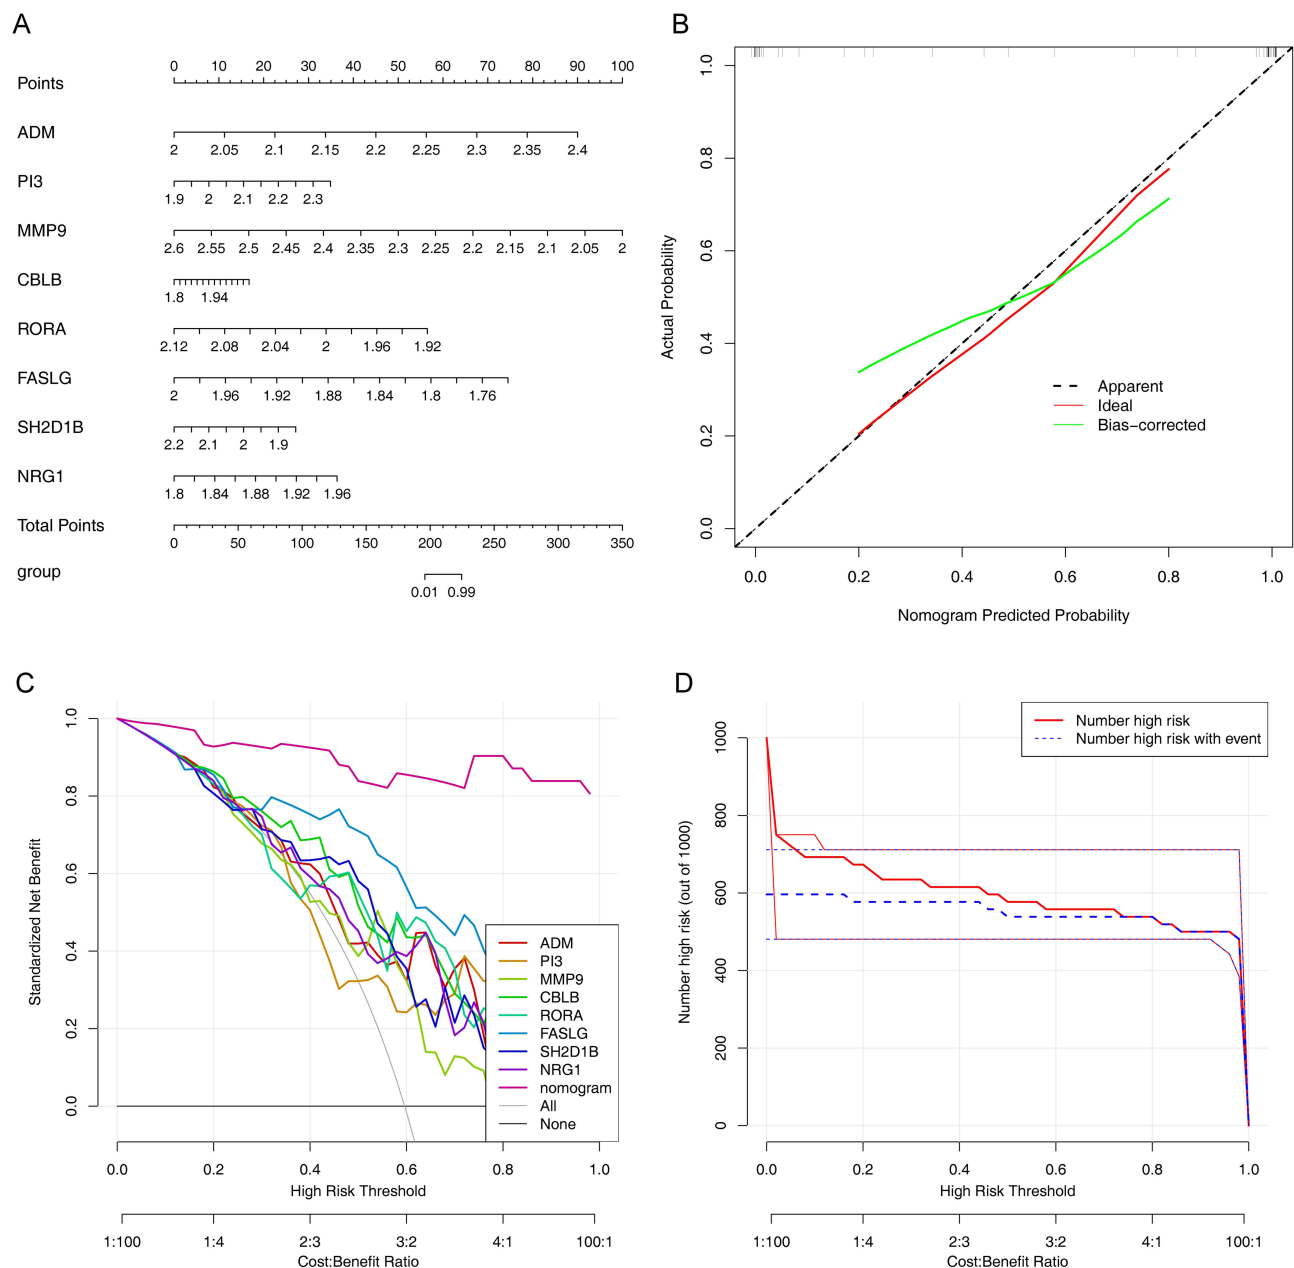 A
0 10 20 30 40 50 60 70 80 90 100
Points
ADM
2 2.05 2.1 2.15 2.2 2.25 2.3 2.35 2.4
PI3
1.9 2 2.1 2.2 2.3
MMP9
2.6 2.55 2.5 2.45 2.4 2.35 2.3 2.25 2.2 2.15 2.1 2.05 2
CBLB
1.8 1.94
RORA
2.12 2.08 2.04 2 1.96 1.92
FASLG
2 1.96 1.92 1.88 1.84 1.8 1.76
SH2D1B
2.2 2.1 2 1.9
NRG1
1.8 1.84 1.88 1.92 1.96
Total Points
0 50 100 150 200 250 300 350
group
0.01 0.99
B
Actual Probability
1.0
0.8
0.6
0.4
0.2
0.0
Apparent
Ideal
Bias−corrected
0.0 0.2 0.4 0.6 0.8 1.0
Nomogram Predicted Probability
C
Standardized Net Benefit
1.0
0.8
0.6
0.4
0.2
0.0
ADM
PI3
MMP9
CBLB
RORA
FASLG
SH2D1B
NRG1
nomogram
All
None
0.0 0.2 0.4 0.6 0.8 1.0
High Risk Threshold
1:100 1:4 2:3 3:2 4:1 100:1
Cost:Benefit Ratio
D
Number high risk (out of 1000)
1000
800
600
400
200
0
Number high risk
Number high risk with event
0.0 0.2 0.4 0.6 0.8 1.0
High Risk Threshold
1:100 1:4 2:3 3:2 4:1 100:1
Cost:Benefit Ratio